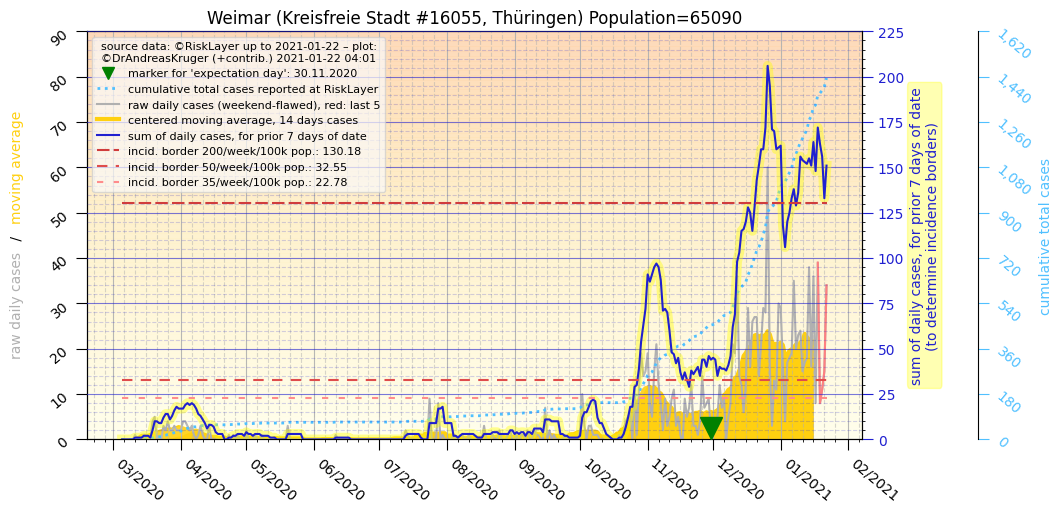 Weimar (Kreisfreie Stadt #16055, Thüringen) Population=65090
source data: ©RiskLayer up to 2021-01-22 – plot:
©DrAndreasKruger (+contrib.) 2021-01-22 04:01
marker for 'expectation day': 30.11.2020
cumulative total cases reported at RiskLayer
raw daily cases (weekend-flawed), red: last 5
centered moving average, 14 days cases
sum of daily cases, for prior 7 days of date
incid. border 200/week/100k pop.: 130.18
incid. border 50/week/100k pop.: 32.55
incid. border 35/week/100k pop.: 22.78
raw daily cases / moving average
90
80
70
60
50
40
30
20
10
0
225
200
175
150
125
100
75
50
25
0
sum of daily cases, for prior 7 days of date
(to determine incidence borders)
1,620
1,440
1,260
1,080
900
720
540
360
180
0
cumulative total cases
03/2020
04/2020
05/2020
06/2020
07/2020
08/2020
09/2020
10/2020
11/2020
12/2020
01/2021
02/2021